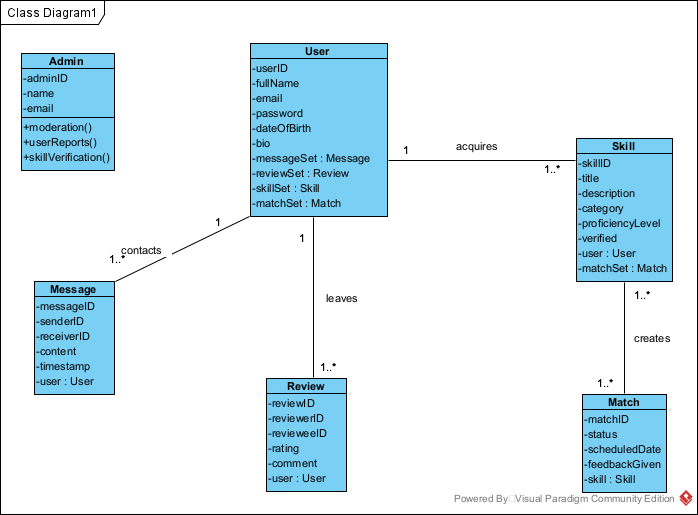 Class Diagram1
Admin
-adminID
-name
-email
+moderation()
+userReports()
+skillVerification()
User
-userID
-fullName
-email
-password
-dateOfBirth
-bio
-messageSet : Message
-reviewSet : Review
-skillSet : Skill
-matchSet : Match
1
acquires
1..*
Skill
-skillID
-title
-description
-category
-proficiencyLevel
-verified
-user : User
-matchSet : Match
1
contacts
1..*
Message
-messageID
-senderID
-receiverID
-content
-timestamp
-user : User
1
leaves
1..*
Review
-reviewID
-reviewerID
-revieweeID
-rating
-comment
-user : User
1..*
creates
1..*
Match
-matchID
-status
-scheduledDate
-feedbackGiven
-skill : Skill
Powered By Visual Paradigm Community Edition